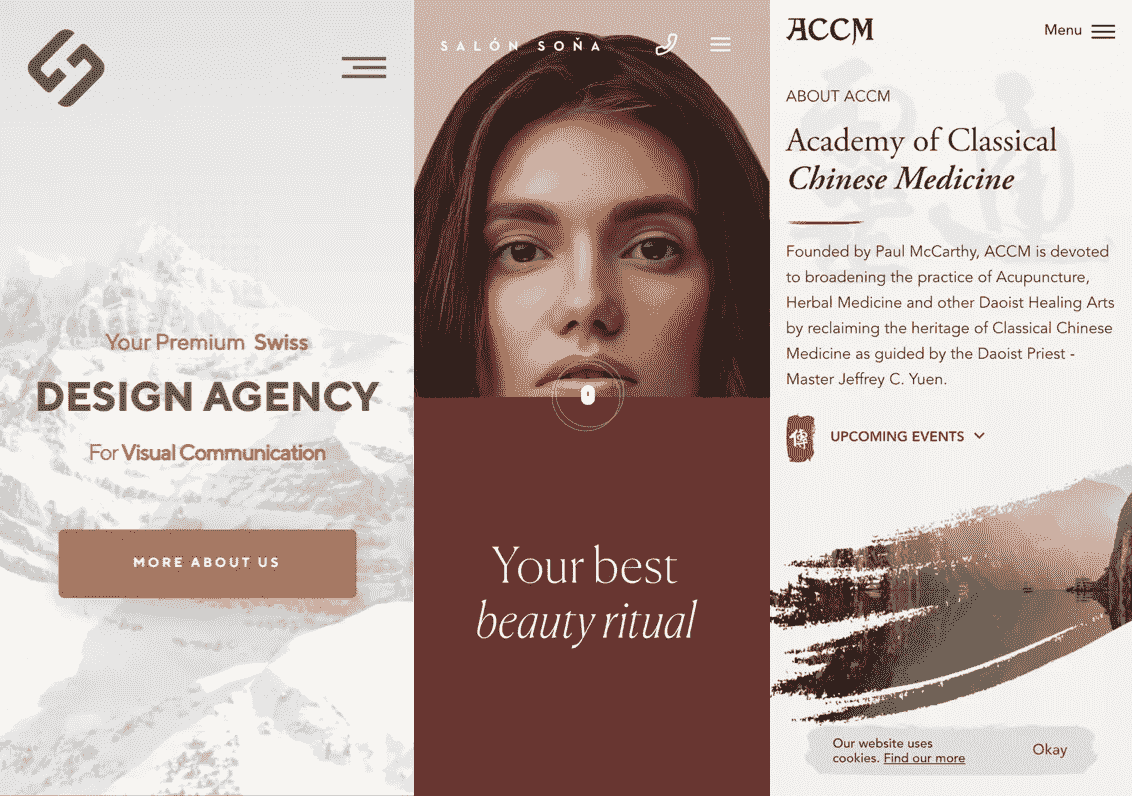 Your Premium Swiss
DESIGN AGENCY
For Visual Communication
MORE ABOUT US
SALÓN SOŇA
Your best
beauty ritual
ACCM
Menu
ABOUT ACCM
Academy of Classical
Chinese Medicine
Founded by Paul McCarthy, ACCM is devoted
to broadening the practice of Acupuncture,
Herbal Medicine and other Daoist Healing Arts
by reclaiming the heritage of Classical Chinese
Medicine as guided by the Daoist Priest -
Master Jeffrey C. Yuen.
UPCOMING EVENTS
Our website uses
cookies. Find our more
Okay